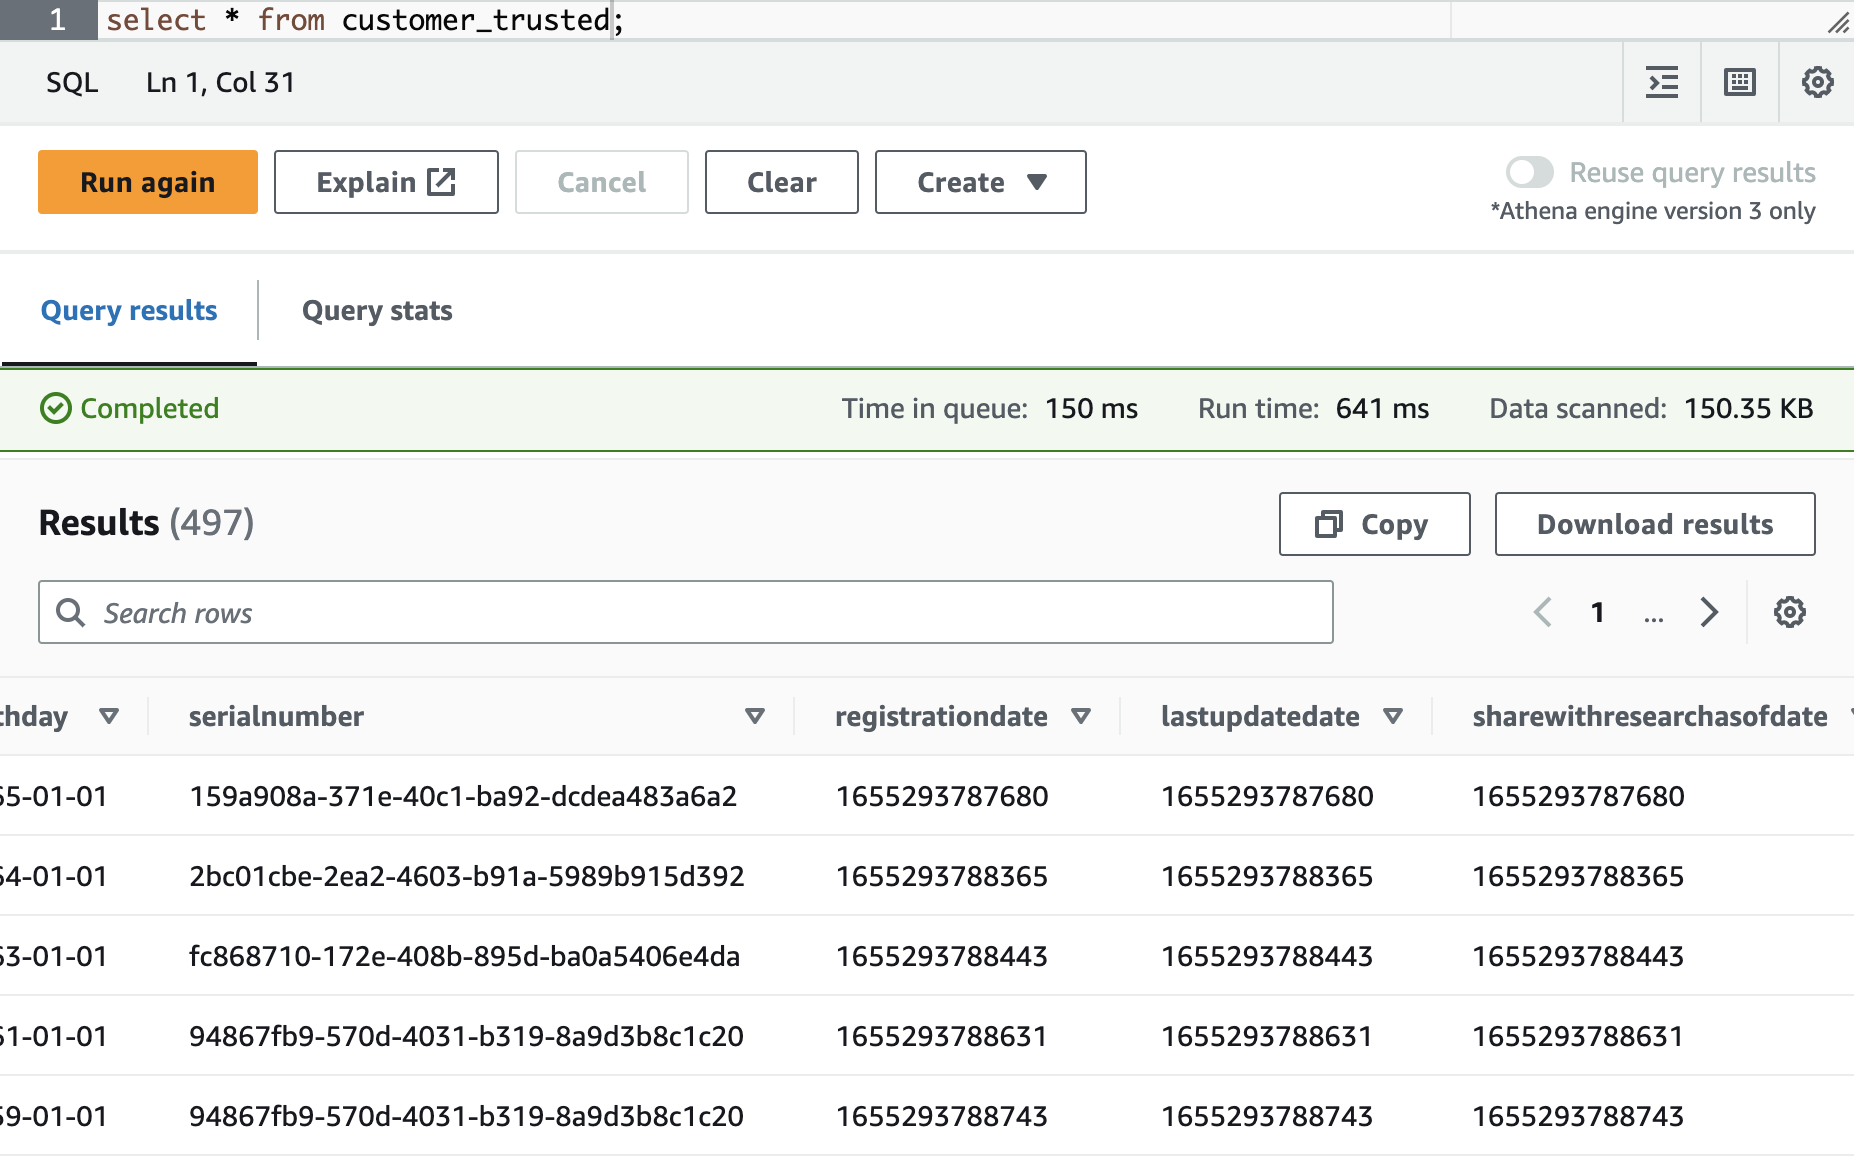 1 select * from customer_trusted;
SQL Ln 1, Col 31
Run again Explain Cancel Clear Create Reuse query results
*Athena engine version 3 only
Query results Query stats
Completed Time in queue: 150 ms Run time: 641 ms Data scanned: 150.35 KB
Results (497) Copy Download results
Search rows 1 ...
thday serialnumber registrationdate lastupdatedate sharewithresearchasofdate
65-01-01 159a908a-371e-40c1-ba92-dcdea483a6a2 1655293787680 1655293787680 1655293787680
64-01-01 2bc01cbe-2ea2-4603-b91a-5989b915d392 1655293788365 1655293788365 1655293788365
63-01-01 fc868710-172e-408b-895d-ba0a5406e4da 1655293788443 1655293788443 1655293788443
61-01-01 94867fb9-570d-4031-b319-8a9d3b8c1c20 1655293788631 1655293788631 1655293788631
59-01-01 94867fb9-570d-4031-b319-8a9d3b8c1c20 1655293788743 1655293788743 1655293788743